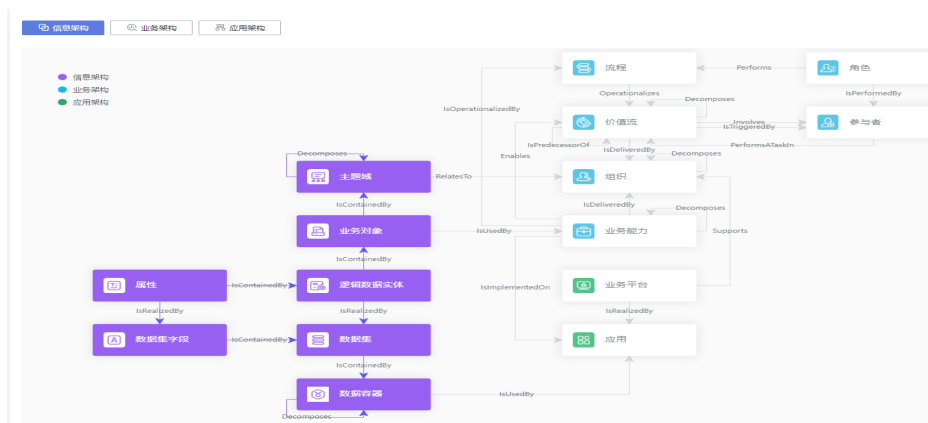 信息架构 业务架构 应用架构
信息架构
业务架构
应用架构
流程
Performs
角色
Operationalizes
IsPerformedBy
Decomposes
IsOperationalizedBy
价值流
Involves
参与者
IsTriggeredBy
IsPredecessorOf
IsDeliveredBy
PerformsATaskIn
Enables
Decomposes
Decomposes
主题域
RelatesTo
组织
IsContainedBy
IsDeliveredBy
Decomposes
业务对象
IsUsedBy
业务能力
Supports
IsContainedBy
属性
IsContainedBy
逻辑数据实体
IsImplementedOn
业务平台
IsRealizedBy
IsRealizedBy
IsRealizedBy
数据集字段
IsContainedBy
数据集
应用
IsContainedBy
数据容器
IsUsedBy
Decomposes